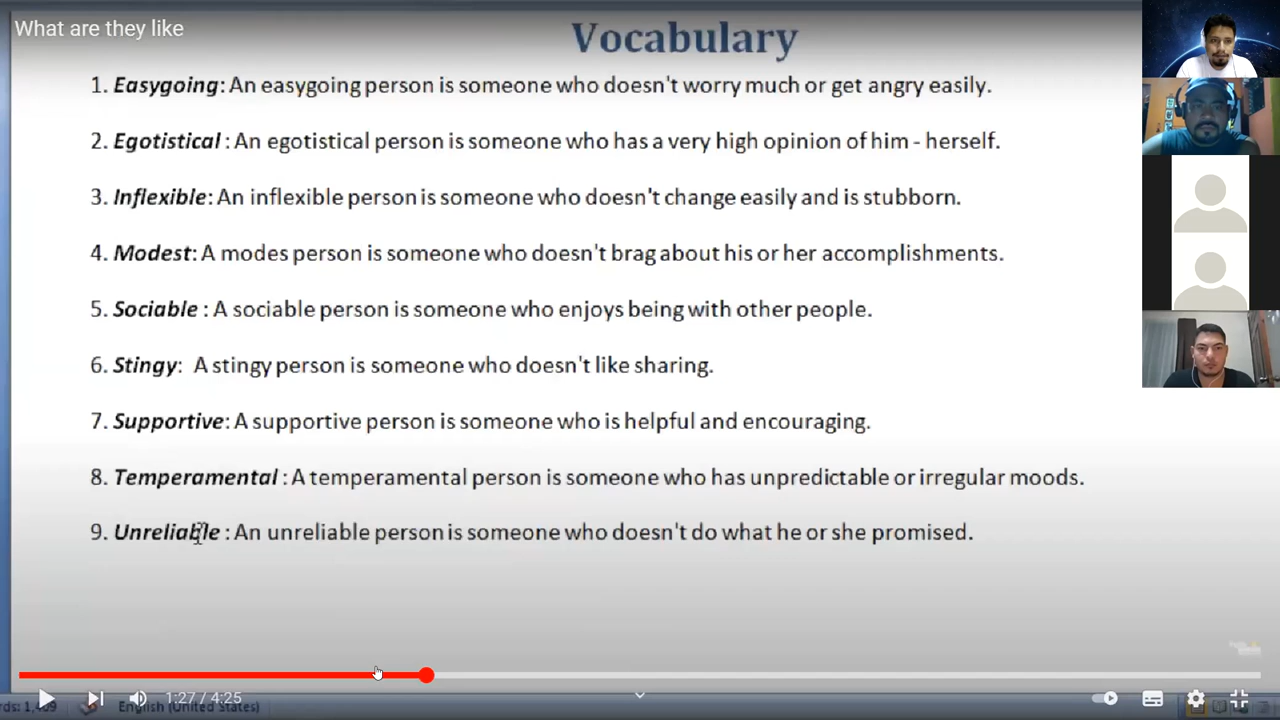 What are they like
Vocabulary
1. Easygoing: An easygoing person is someone who doesn't worry much or get angry easily.
2. Egotistical : An egotistical person is someone who has a very high opinion of him - herself.
3. Inflexible: An inflexible person is someone who doesn't change easily and is stubborn.
4. Modest: A modes person is someone who doesn't brag about his or her accomplishments.
5. Sociable : A sociable person is someone who enjoys being with other people.
6. Stingy: A stingy person is someone who doesn't like sharing.
7. Supportive: A supportive person is someone who is helpful and encouraging.
8. Temperamental : A temperamental person is someone who has unpredictable or irregular moods.
9. Unreliable : An unreliable person is someone who doesn't do what he or she promised.
1:27 / 4:25
English (United States)